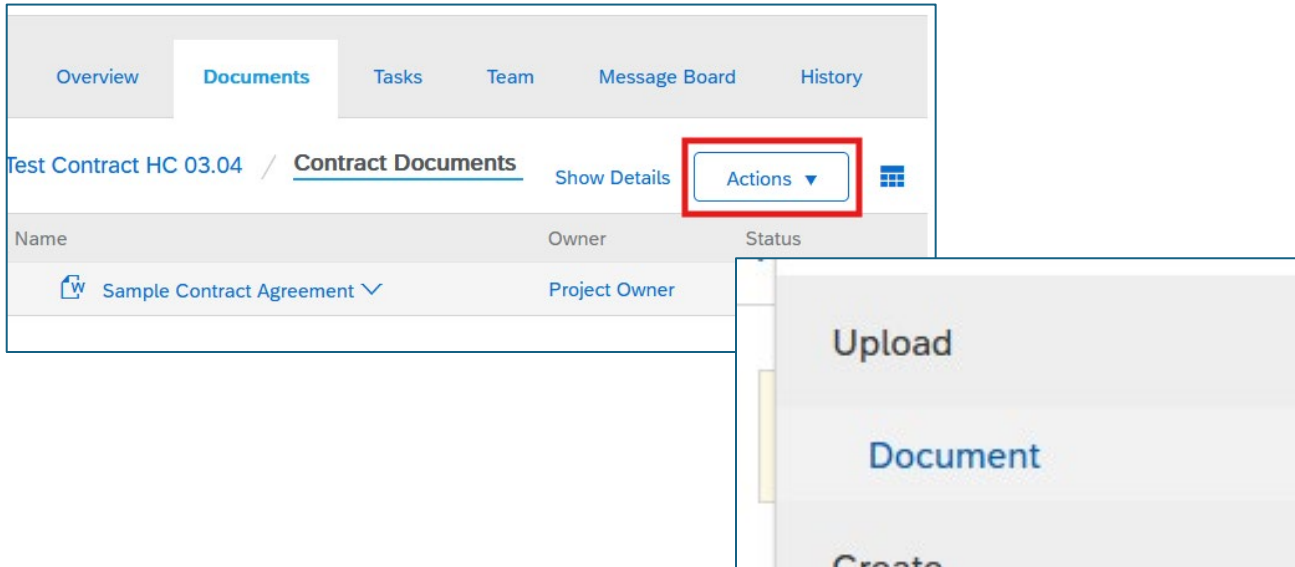 Overview Documents Tasks Team Message Board History
Test Contract HC 03.04 / Contract Documents Show Details Actions ▼
Name Owner Status
Sample Contract Agreement Project Owner
Upload
Document
Create